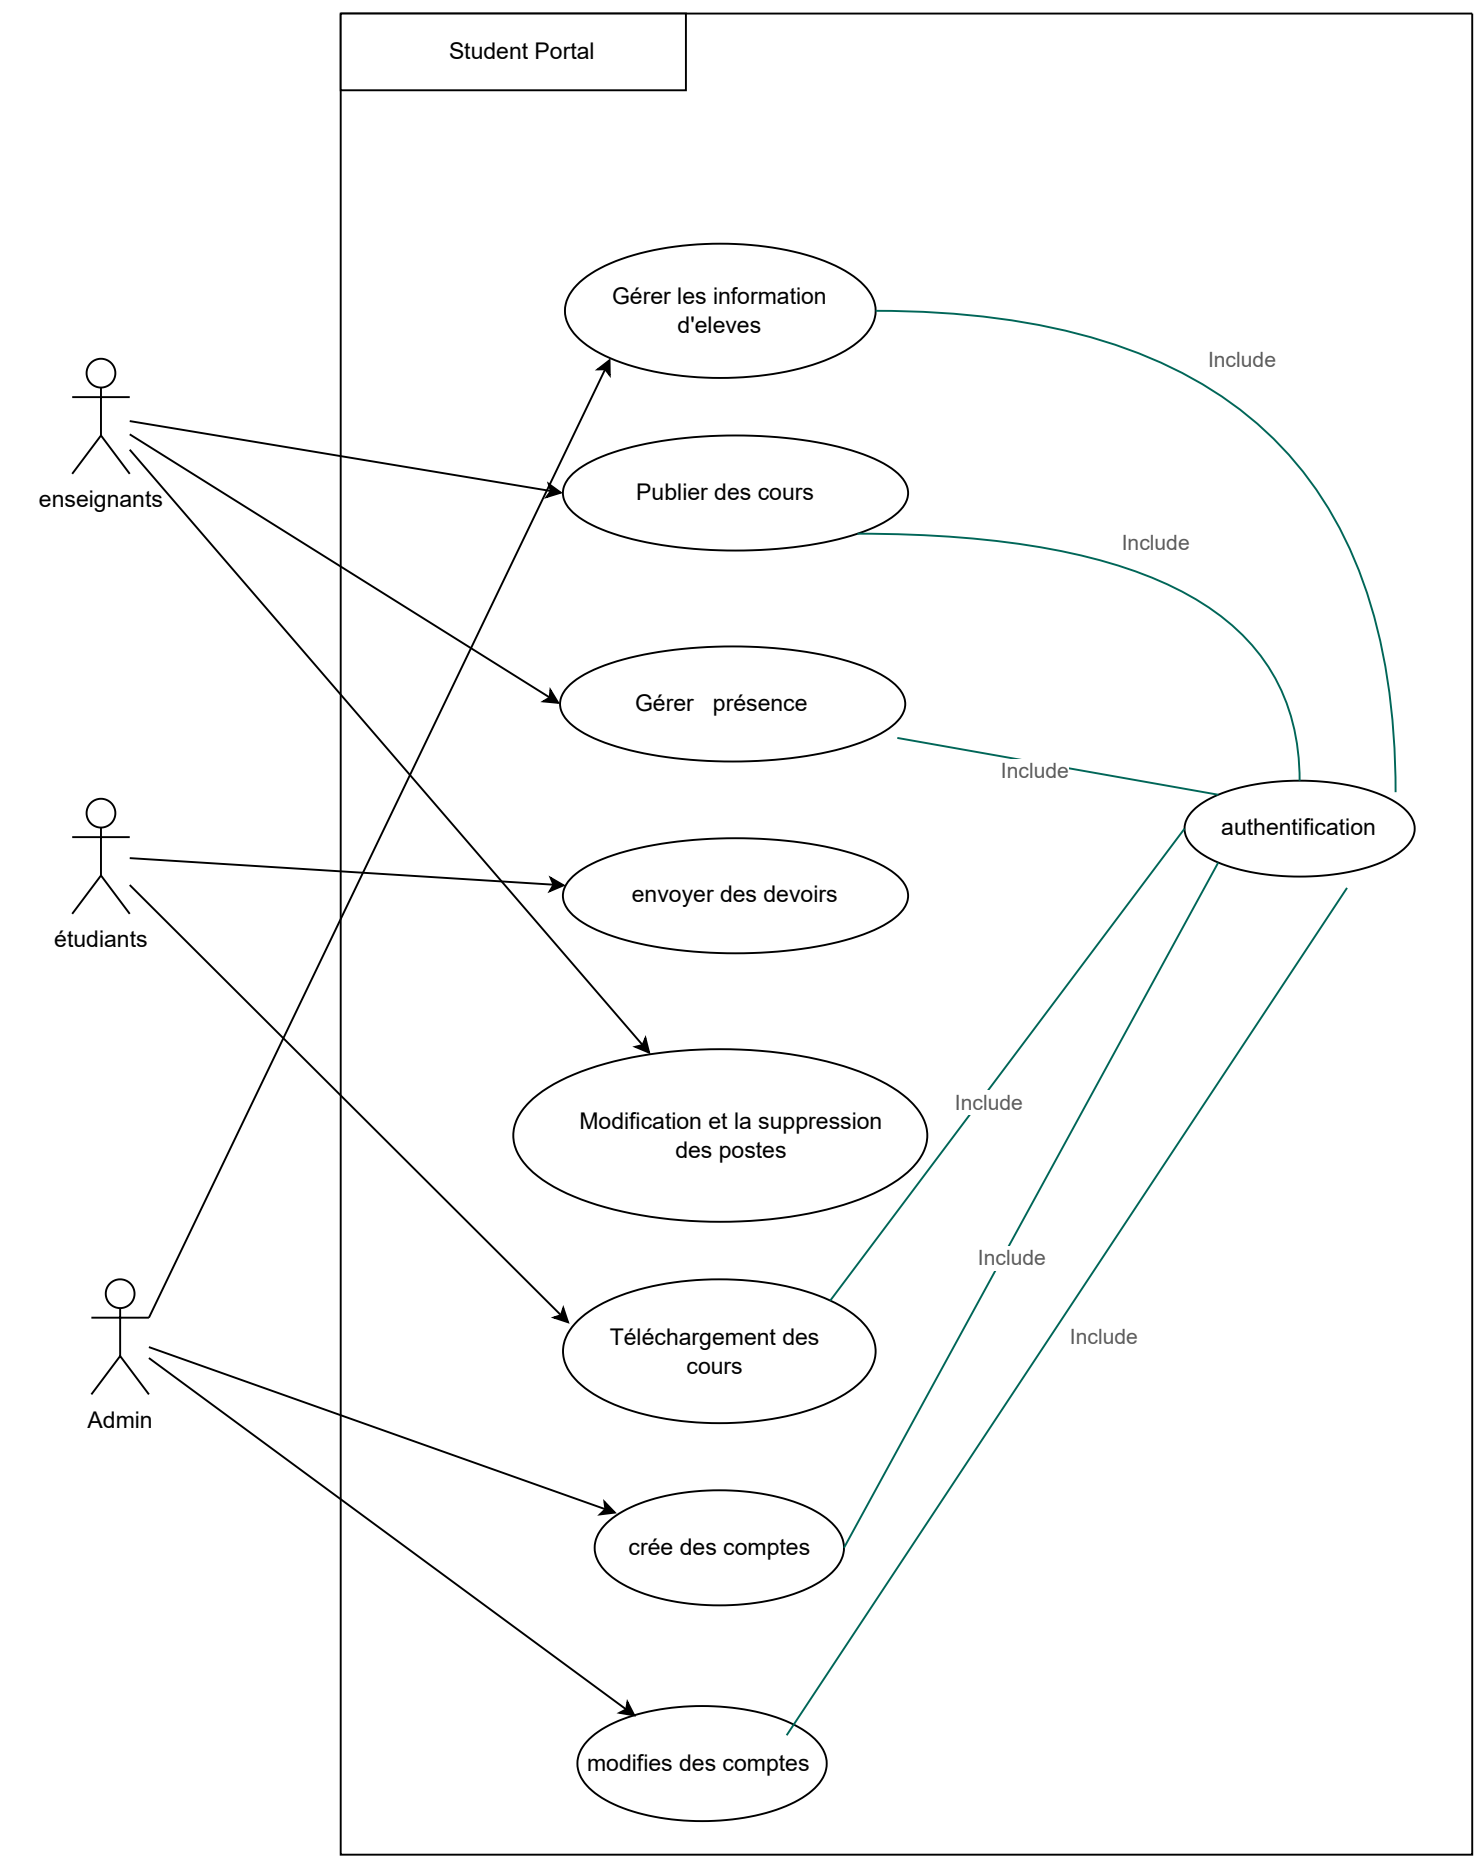 Student Portal
Gérer les information
d'eleves
Include
enseignants
Publier des cours
Include
Gérer présence
Include
authentification
étudiants
envoyer des devoirs
Include
Modification et la suppression
des postes
Include
Téléchargement des
cours
Include
Admin
crée des comptes
modifies des comptes